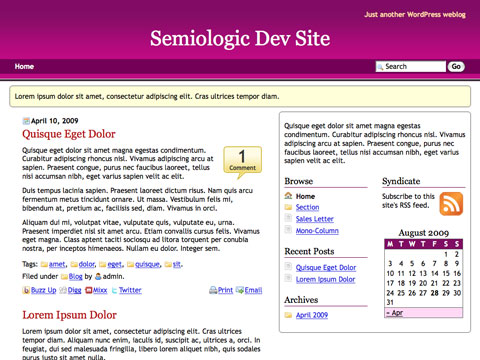 Just another WordPress weblog
Semiologic Dev Site
Home
Search
Go
Lorem ipsum dolor sit amet, consectetur adipiscing elit. Cras ultrices tempor diam.
April 10, 2009
Quisque Eget Dolor
Quisque eget dolor sit amet magna egestas condimentum.
Curabitur adipiscing rhoncus nisl. Vivamus adipiscing arcu at
sapien. Praesent congue, purus nec faucibus laoreet, tellus
nisi accumsan nibh, eget varius sapien velit ac elit.
1
Comment
Duis tempus lacinia sapien. Praesent laoreet dictum risus. Nam quis arcu
fermentum metus tincidunt ornare. Ut massa. Vestibulum felis mi,
bibendum at, pretium ac, facilisis sed, diam. Vivamus in orci.
Aliquam dui mi, volutpat vitae, vulputate quis, vulputate eu, urna.
Praesent imperdiet nisl sit amet arcu. Etiam convallis cursus felis. Vivamus
eget magna. Class aptent taciti sociosqu ad litora torquent per conubia
nostra, per inceptos himenaeos. Nullam eu dolor. Integer sem.
Tags: amet, dolor, eget, quisque, sit.
Filed under Blog by admin.
Buzz Up Digg Mixx Twitter Print Email
Lorem Ipsum Dolor
Lorem ipsum dolor sit amet, consectetur adipiscing elit. Cras ultrices
tempor diam. Aliquam nunc enim, iaculis id, suscipit ac, ultrices a, orci. In
feugiat, dui sed malesuada fringilla, libero lorem aliquet nibh, quis sodales
purus justo sit amet nulla.
Quisque eget dolor sit amet magna egestas
condimentum. Curabitur adipiscing rhoncus nisl.
Vivamus adipiscing arcu at sapien. Praesent congue, purus nec
faucibus laoreet, tellus nisi accumsan nibh, eget varius
sapien velit ac elit.
Browse
Home
Section
Sales Letter
Mono-Column
Recent Posts
Quisque Eget Dolor
Lorem Ipsum Dolor
Archives
April 2009
Syndicate
Subscribe to this
site's RSS feed.
August 2009
M T W T F S S
1 2
3 4 5 6 7 8 9
10 11 12 13 14 15 16
17 18 19 20 21 22 23
24 25 26 27 28 29 30
31
« Apr